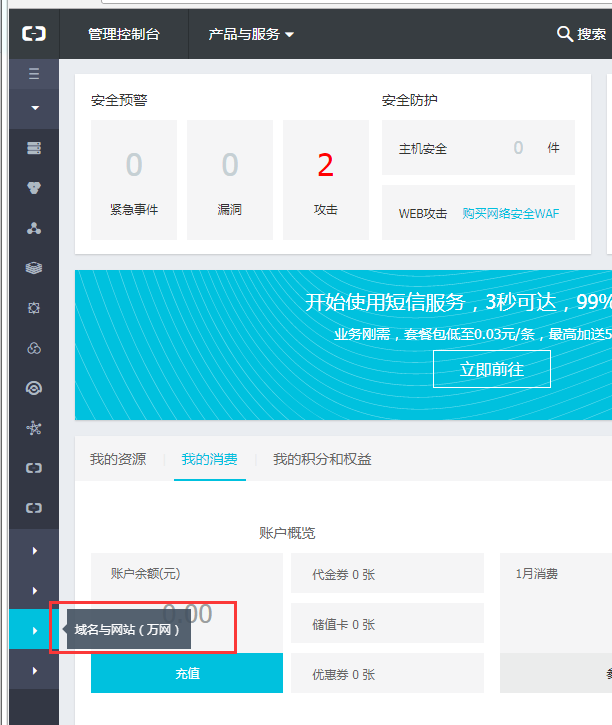 管理控制台 产品与服务 搜索
安全预警 安全防护
0 0 2
紧急事件 漏洞 攻击
主机安全 0 件
WEB攻击 购买网络安全WAF
开始使用短信服务，3秒可达，99%
业务刚需，套餐包低至0.03元/条，最高加送5
立即前往
我的资源 我的消费 我的积分和权益
账户概览
账户余额(元) 代金券 0 张 1月消费
0.00
储值卡 0 张
域名与网站（万网）
充值 优惠券 0 张